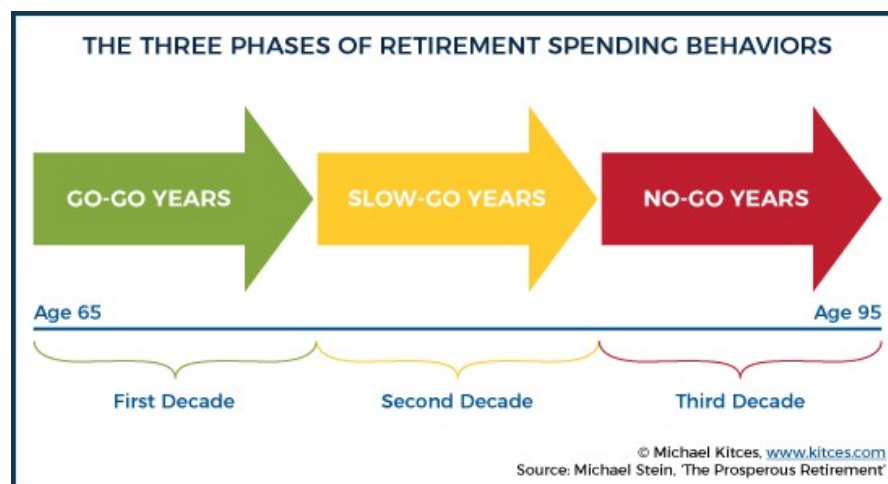 THE THREE PHASES OF RETIREMENT SPENDING BEHAVIORS
GO-GO YEARS
SLOW-GO YEARS
NO-GO YEARS
Age 65
Age 95
First Decade
Second Decade
Third Decade
© Michael Kitces, www.kitces.com
Source: Michael Stein, 'The Prosperous Retirement'